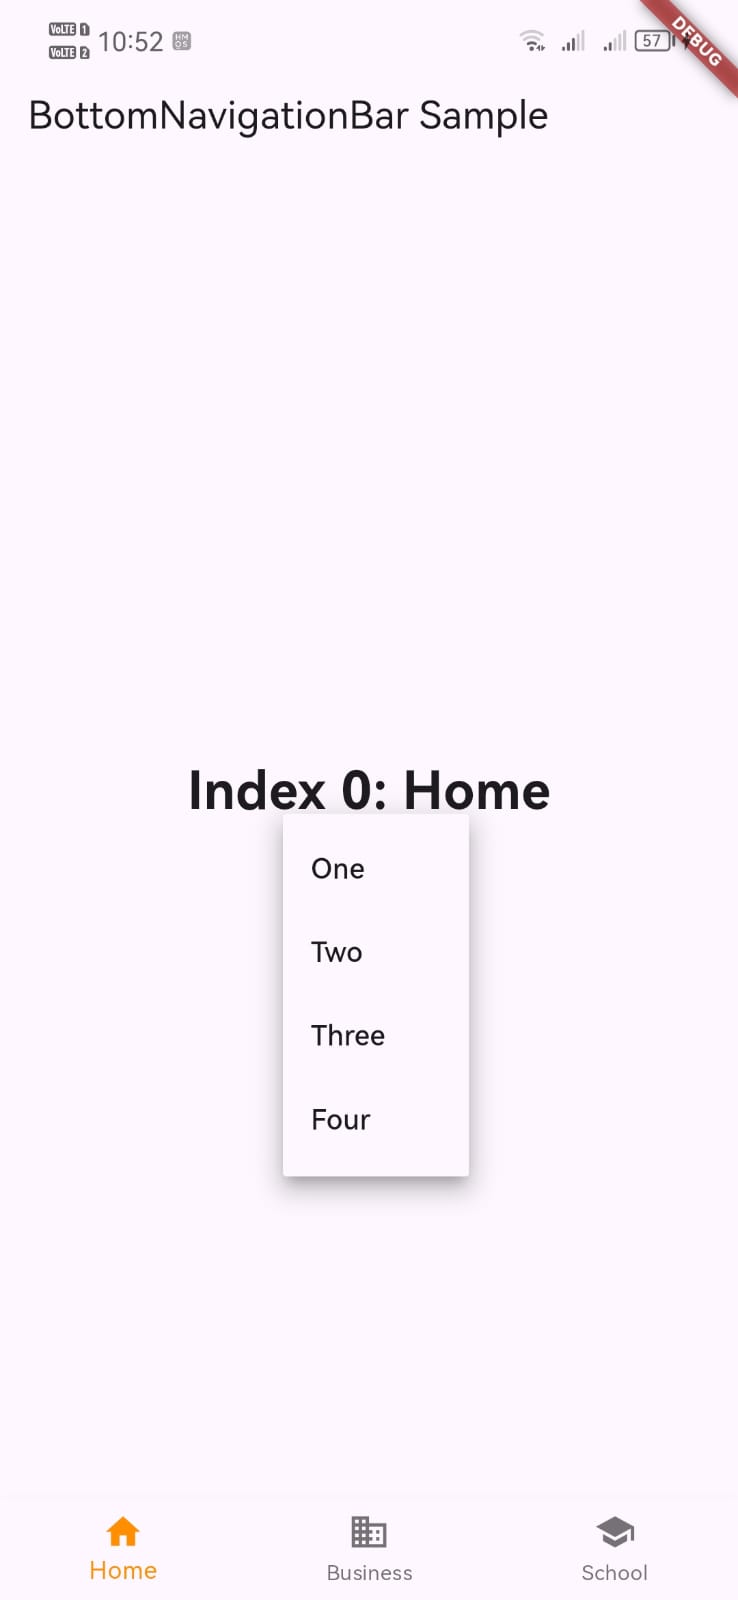 VoLTE 1
VoLTE 2
10:52
HM
OS
57
DEBUG
BottomNavigationBar Sample
Index 0: Home
One
Two
Three
Four
Home
Business
School